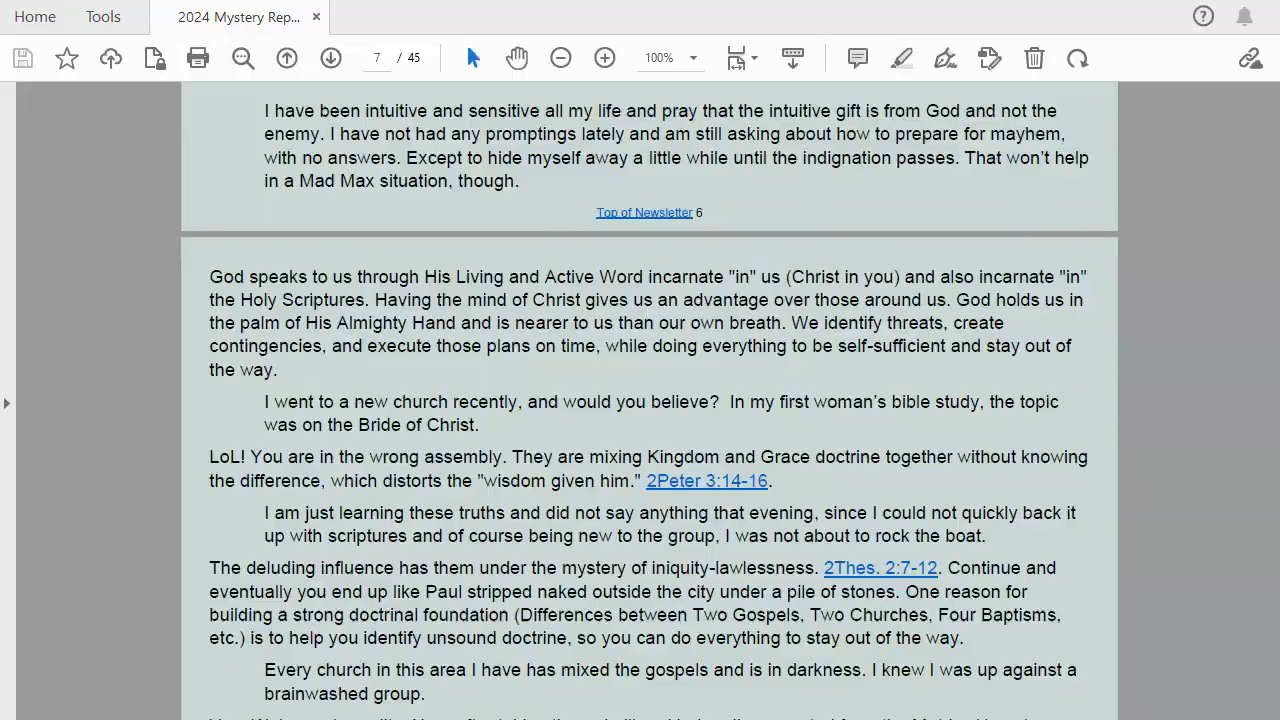 Home
Tools
2024 Mystery Rep...
7 / 45
100%
I have been intuitive and sensitive all my life and pray that the intuitive gift is from God and not the
enemy. I have not had any promptings lately and am still asking about how to prepare for mayhem,
with no answers. Except to hide myself away a little while until the indignation passes. That won't help
in a Mad Max situation, though.
Top of Newsletter 6
God speaks to us through His Living and Active Word incarnate "in" us (Christ in you) and also incarnate "in"
the Holy Scriptures. Having the mind of Christ gives us an advantage over those around us. God holds us in
the palm of His Almighty Hand and is nearer to us than our own breath. We identify threats, create
contingencies, and execute those plans on time, while doing everything to be self-sufficient and stay out of
the way.
I went to a new church recently, and would you believe?  In my first woman's bible study, the topic
was on the Bride of Christ.
LoL! You are in the wrong assembly. They are mixing Kingdom and Grace doctrine together without knowing
the difference, which distorts the "wisdom given him." 2Peter 3:14-16.
I am just learning these truths and did not say anything that evening, since I could not quickly back it
up with scriptures and of course being new to the group, I was not about to rock the boat.
The deluding influence has them under the mystery of iniquity-lawlessness. 2Thes. 2:7-12. Continue and
eventually you end up like Paul stripped naked outside the city under a pile of stones. One reason for
building a strong doctrinal foundation (Differences between Two Gospels, Two Churches, Four Baptisms,
etc.) is to help you identify unsound doctrine, so you can do everything to stay out of the way.
Every church in this area I have has mixed the gospels and is in darkness. I knew I was up against a
brainwashed group.